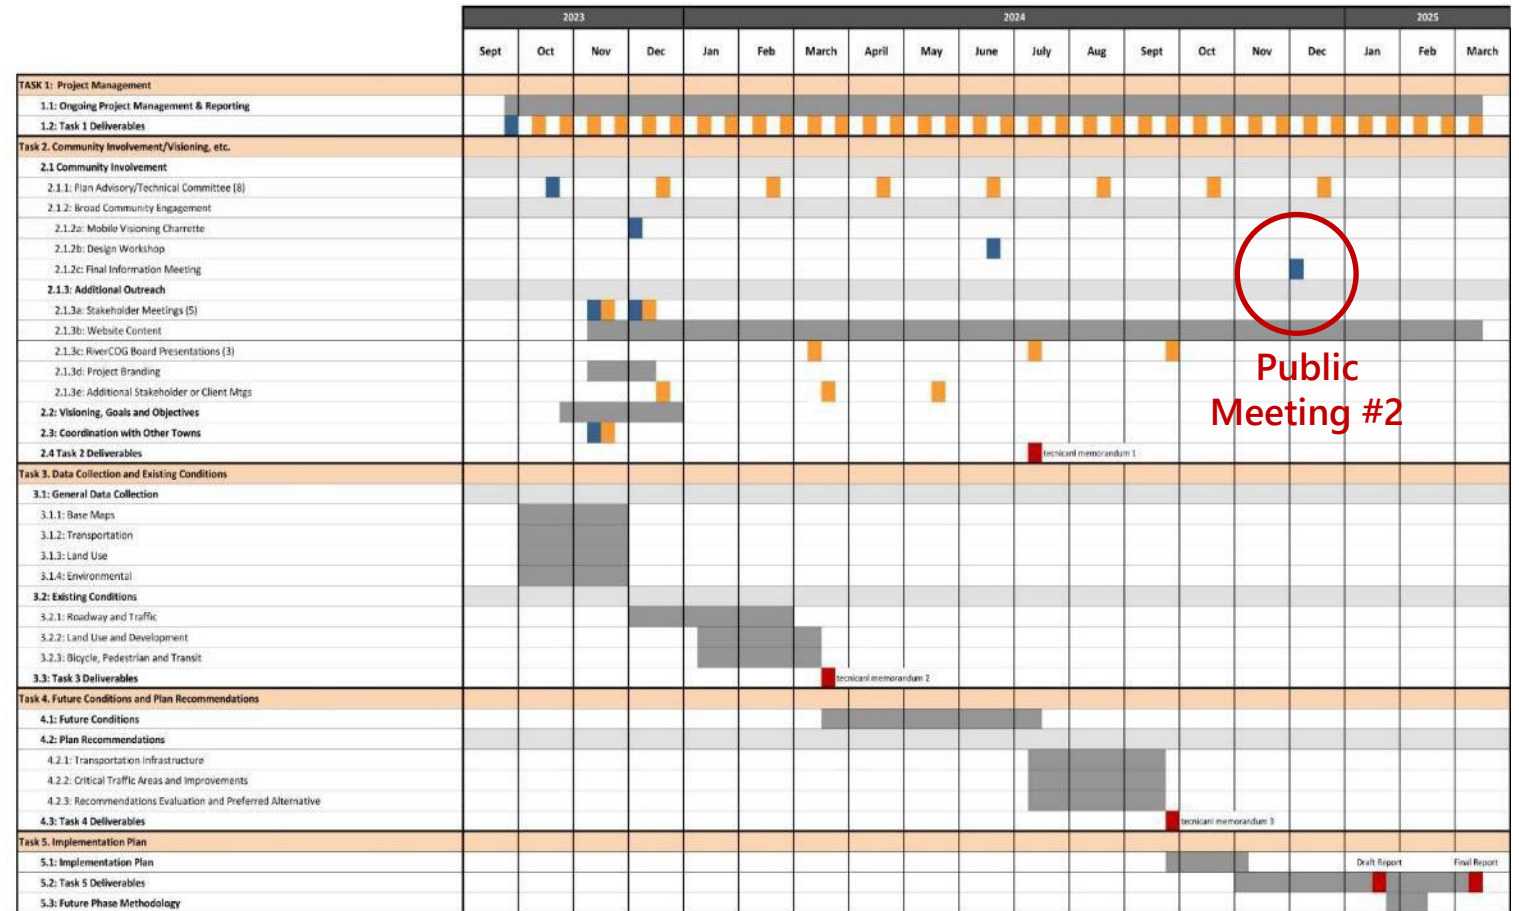 2023 2024 2025
Sept Oct Nov Dec Jan Feb March April May June July Aug Sept Oct Nov Dec Jan Feb March
TASK 1: Project Management
1.1: Ongoing Project Management & Reporting
1.2: Task 1 Deliverables
Task 2. Community Involvement/Visioning, etc.
2.1 Community Involvement
2.1.1: Plan Advisory/Technical Committee (8)
2.1.2: Broad Community Engagement
2.1.2a: Mobile Visioning Charrette
2.1.2b: Design Workshop
2.1.2c: Final Information Meeting
2.1.3: Additional Outreach
2.1.3a: Stakeholder Meetings (5)
2.1.3b: Website Content
2.1.3c: RiverCOG Board Presentations (3)
2.1.3d: Project Branding
2.1.3e: Additional Stakeholder or Client Mtgs
Public
Meeting #2
2.2: Visioning, Goals and Objectives
2.3: Coordination with Other Towns
2.4 Task 2 Deliverables tecnicanl memorandum 1
Task 3. Data Collection and Existing Conditions
3.1: General Data Collection
3.1.1: Base Maps
3.1.2: Transportation
3.1.3: Land Use
3.1.4: Environmental
3.2: Existing Conditions
3.2.1: Roadway and Traffic
3.2.2: Land Use and Development
3.2.3: Bicycle, Pedestrian and Transit
3.3: Task 3 Deliverables tecnicanl memorandum 2
Task 4. Future Conditions and Plan Recommendations
4.1: Future Conditions
4.2: Plan Recommendations
4.2.1: Transportation Infrastructure
4.2.2: Critical Traffic Areas and Improvements
4.2.3: Recommendations Evaluation and Preferred Alternative
4.3: Task 4 Deliverables tecnicanl memorandum 3
Task 5. Implementation Plan
5.1: Implementation Plan Draft Report Final Report
5.2: Task 5 Deliverables
5.3: Future Phase Methodology